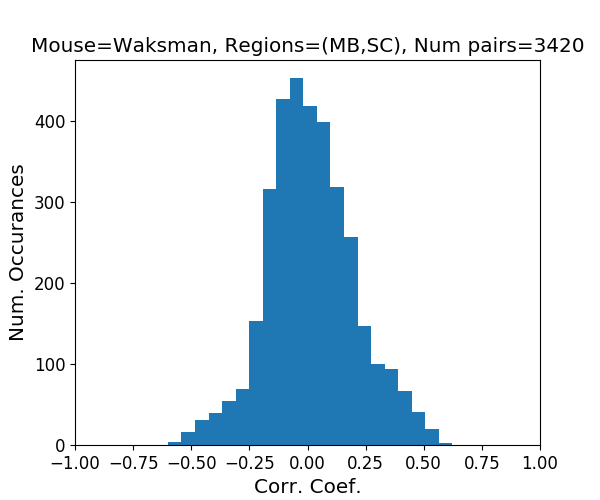 Mouse=Waksman, Regions=(MB,SC), Num pairs=3420
Num. Occurances
400
300
200
100
0
−1.00 −0.75 −0.50 −0.25 0.00 0.25 0.50 0.75 1.00
Corr. Coef.